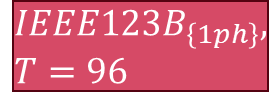 IEEE123B_{1ph},
T = 96